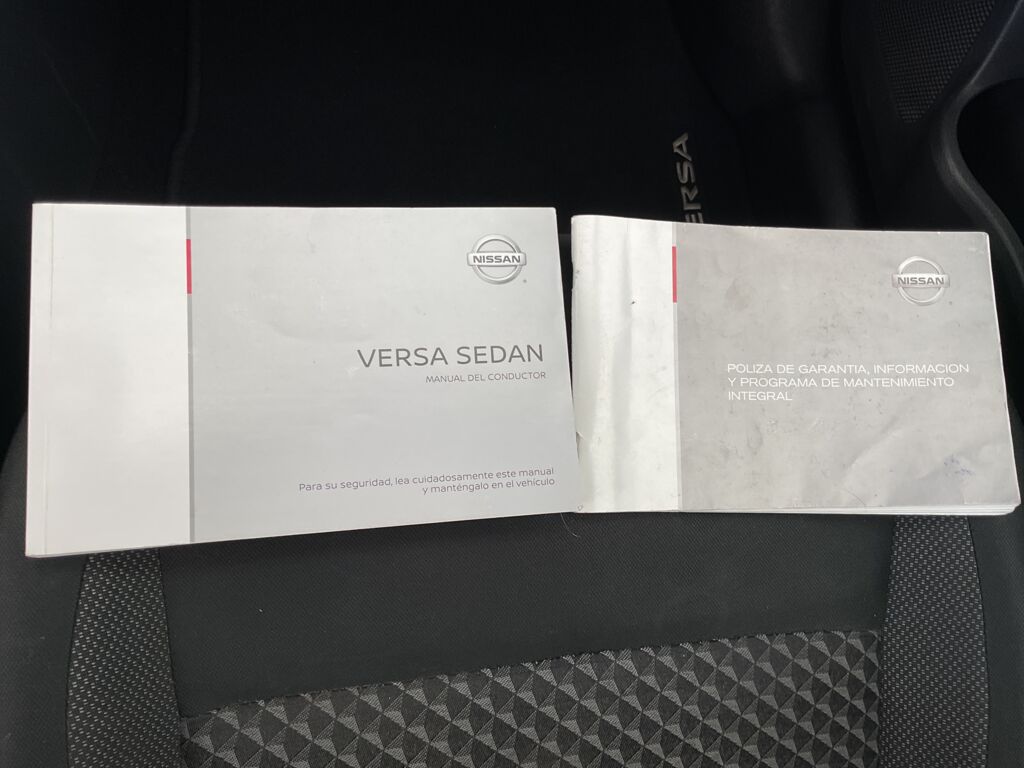 ERSA
NISSAN
VERSA SEDAN
MANUAL DEL CONDUCTOR
Para su seguridad, lea cuidadosamente este manual
y manténgalo en el vehículo
NISSAN
POLIZA DE GARANTIA, INFORMACION
Y PROGRAMA DE MANTENIMIENTO
INTEGRAL